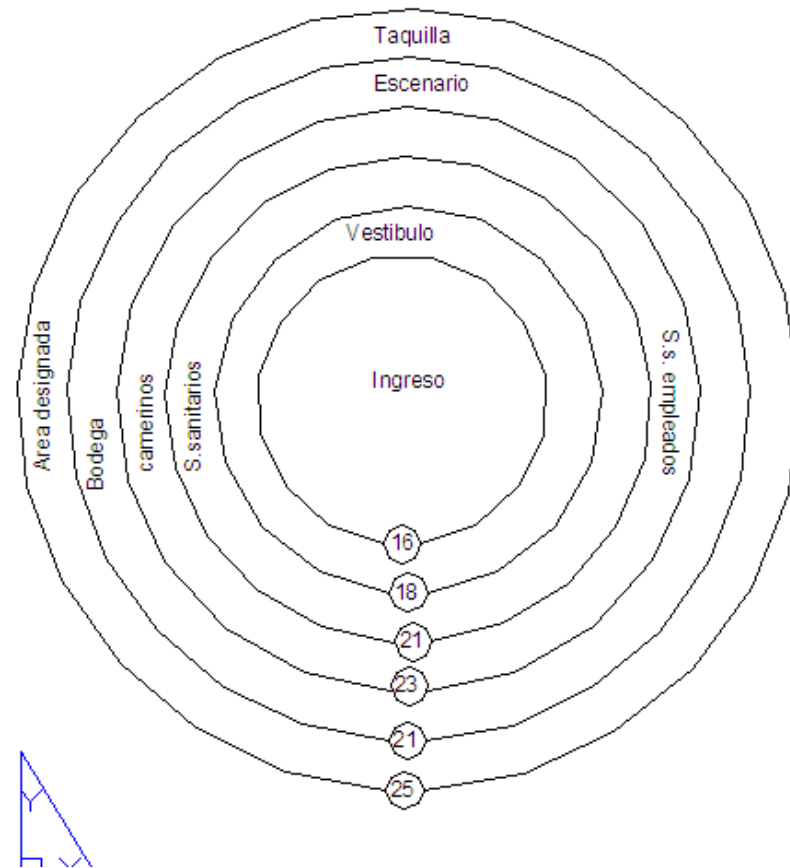 Taquilla
Escenario
Vestibulo
Ingreso
Area designada
Bodega
camerinos
S.sanitarios
S.s. empleados
16
18
21
23
21
25
Y
X